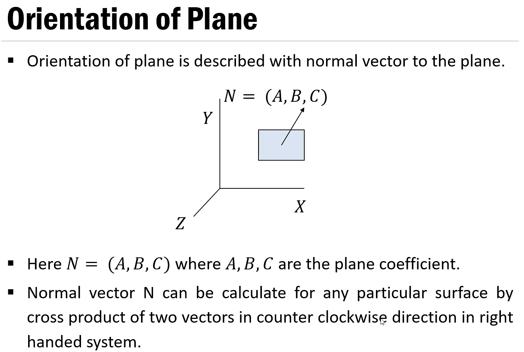 Orientation of Plane
▪ Orientation of plane is described with normal vector to the plane.
N = (A, B, C)
Y
X
Z
▪ Here N = (A, B, C) where A, B, C are the plane coefficient.
▪ Normal vector N can be calculate for any particular surface by
cross product of two vectors in counter clockwise direction in right
handed system.